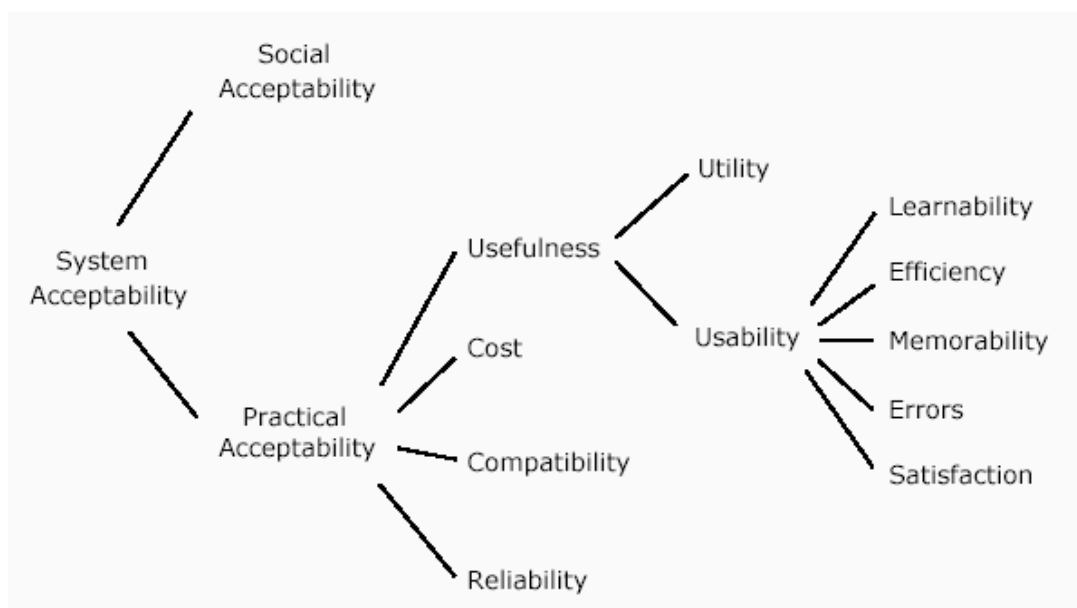 Social
Acceptability
System
Acceptability
Practical
Acceptability
Usefulness
Cost
Compatibility
Reliability
Utility
Usability
Learnability
Efficiency
Memorability
Errors
Satisfaction